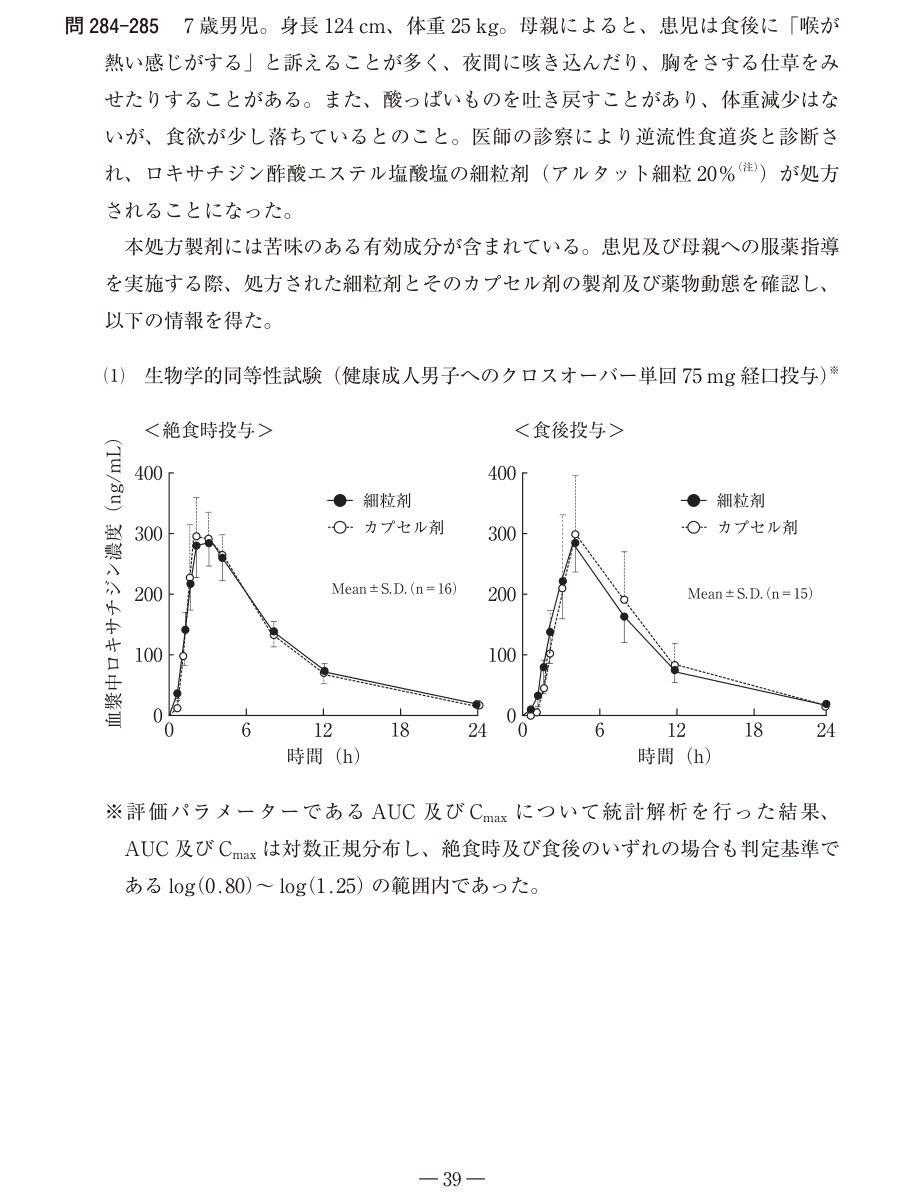 問 284-285　7 歳男児。身長 124 cm、体重 25 kg。母親によると、患児は食後に「喉が
熱い感じがする」と訴えることが多く、夜間に咳き込んだり、胸をさする仕草をみ
せたりすることがある。また、酸っぱいものを吐き戻すことがあり、体重減少はな
いが、食欲が少し落ちているとのこと。医師の診察により逆流性食道炎と診断さ
れ、ロキサチジン酢酸エステル塩酸塩の細粒剤（アルタット細粒 20％（注））が処方
されることになった。
本処方製剤には苦味のある有効成分が含まれている。患児及び母親への服薬指導
を実施する際、処方された細粒剤とそのカプセル剤の製剤及び薬物動態を確認し、
以下の情報を得た。
(1)　生物学的同等性試験（健康成人男子へのクロスオーバー単回 75 mg 経口投与）※
＜絶食時投与＞
血漿中ロキサチジン濃度（ng/mL）
400
300
200
100
0
細粒剤
カプセル剤
Mean±S.D.(n=16)
0 6 12 18 24
時間（h）
＜食後投与＞
400
300
200
100
0
細粒剤
カプセル剤
Mean±S.D.(n=15)
0 6 12 18 24
時間（h）
※評価パラメーターである AUC 及び Cmax について統計解析を行った結果、
AUC 及び Cmax は対数正規分布し、絶食時及び食後のいずれの場合も判定基準で
ある log(0.80)～log(1.25) の範囲内であった。
― 39 ―